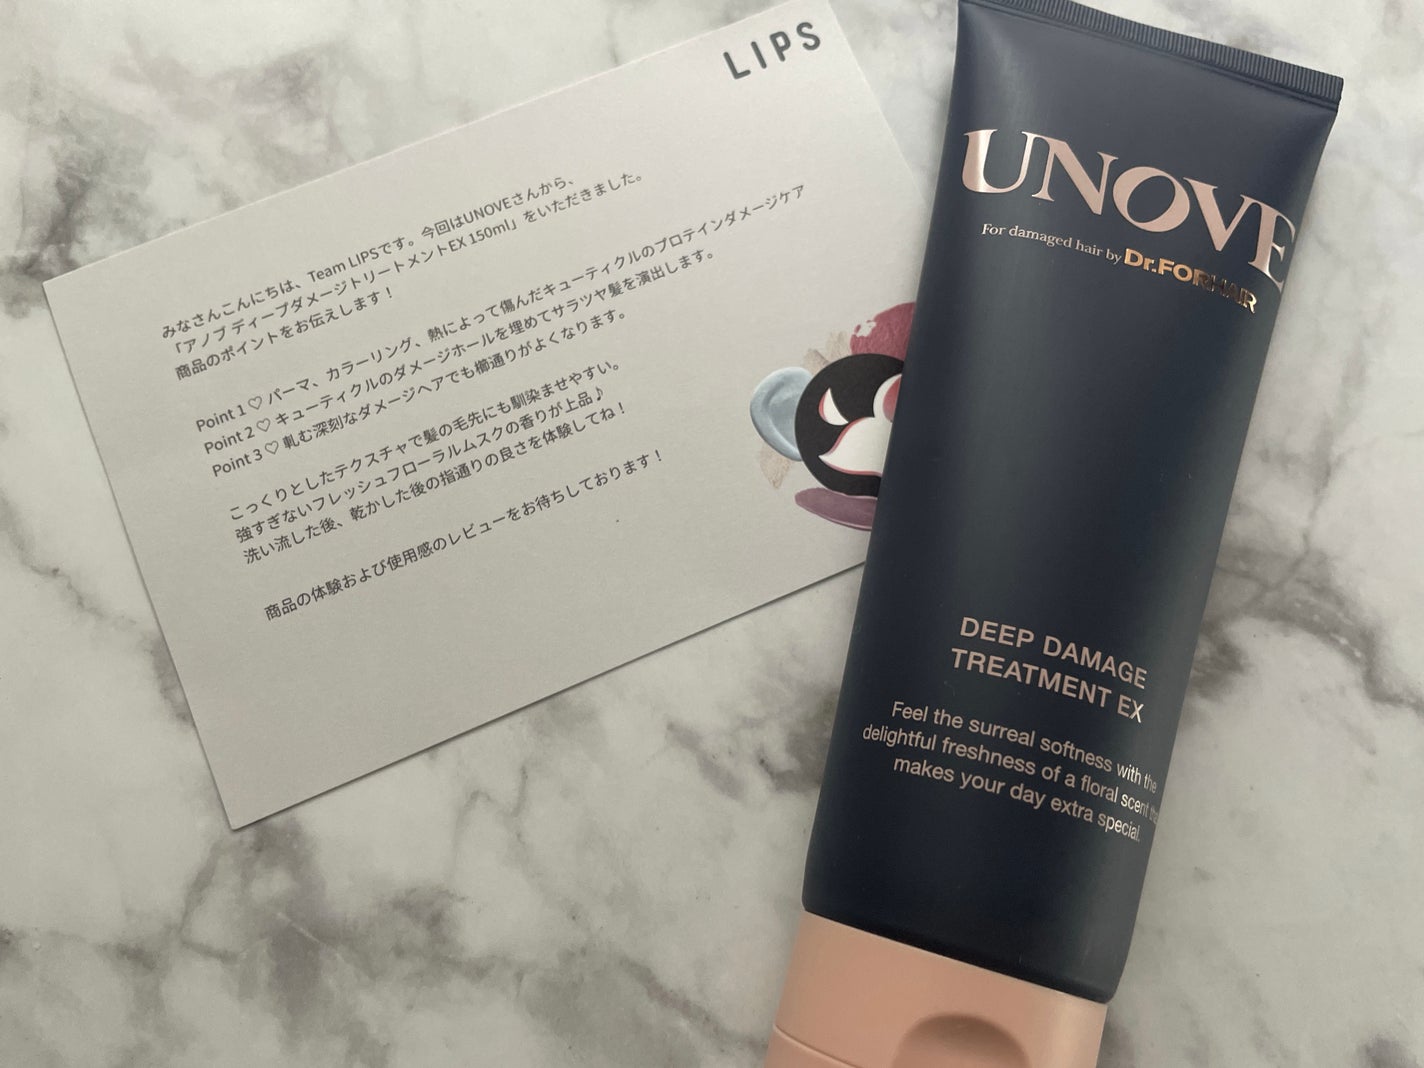 LIPS
みなさんこんにちは、Team LIPSです。今回はUNOVEさんから、
「アノブ ディープダメージトリートメントEX 150ml」をいただきました。
商品のポイントをお伝えします！
Point 1 ♡ パーマ、カラーリング、熱によって傷んだキューティクルのプロテインダメージケア
Point 2 ♡ キューティクルのダメージホールを埋めてサラツヤ髪を演出します。
Point 3 ♡ 軋む深刻なダメージヘアでも櫛通りがよくなります。
こっくりとしたテクスチャで髪の毛先にも馴染ませやすい。
強すぎないフレッシュフローラルムスクの香りが上品♪
洗い流した後、乾かした後の指通りの良さを体験してね！
商品の体験および使用感のレビューをお待ちしております！
UNOVE
For damaged hair by Dr.FORHAIR
DEEP DAMAGE
TREATMENT EX
Feel the surreal softness with the
delightful freshness of a floral scent
makes your day extra special.